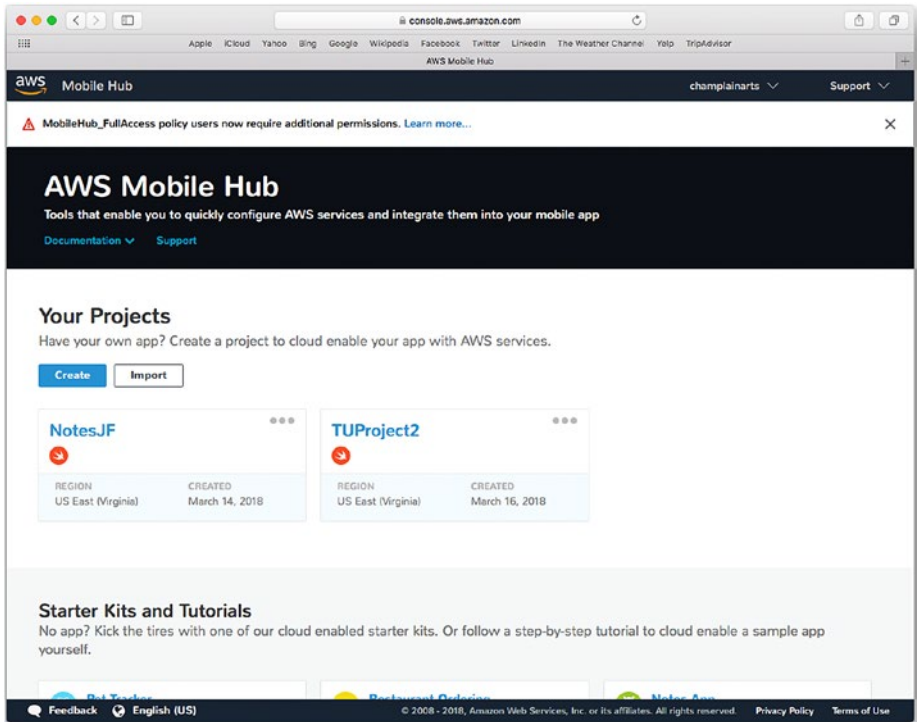 console.aws.amazon.com
Apple iCloud Yahoo Bing Google Wikipedia Facebook Twitter LinkedIn The Weather Channel Yelp TripAdvisor
AWS Mobile Hub
aws Mobile Hub champlainarts Support
MobileHub_FullAccess policy users now require additional permissions. Learn more...
AWS Mobile Hub
Tools that enable you to quickly configure AWS services and integrate them into your mobile app
Documentation Support
Your Projects
Have your own app? Create a project to cloud enable your app with AWS services.
Create Import
NotesJF TUProject2
REGION CREATED REGION CREATED
US East (Virginia) March 14, 2018 US East (Virginia) March 16, 2018
Starter Kits and Tutorials
No app? Kick the tires with one of our cloud enabled starter kits. Or follow a step-by-step tutorial to cloud enable a sample app
yourself.
Pet Tracker Restaurant Ordering Notes App
Feedback English (US) © 2008 - 2018, Amazon Web Services, Inc. or its affiliates. All rights reserved. Privacy Policy Terms of Use